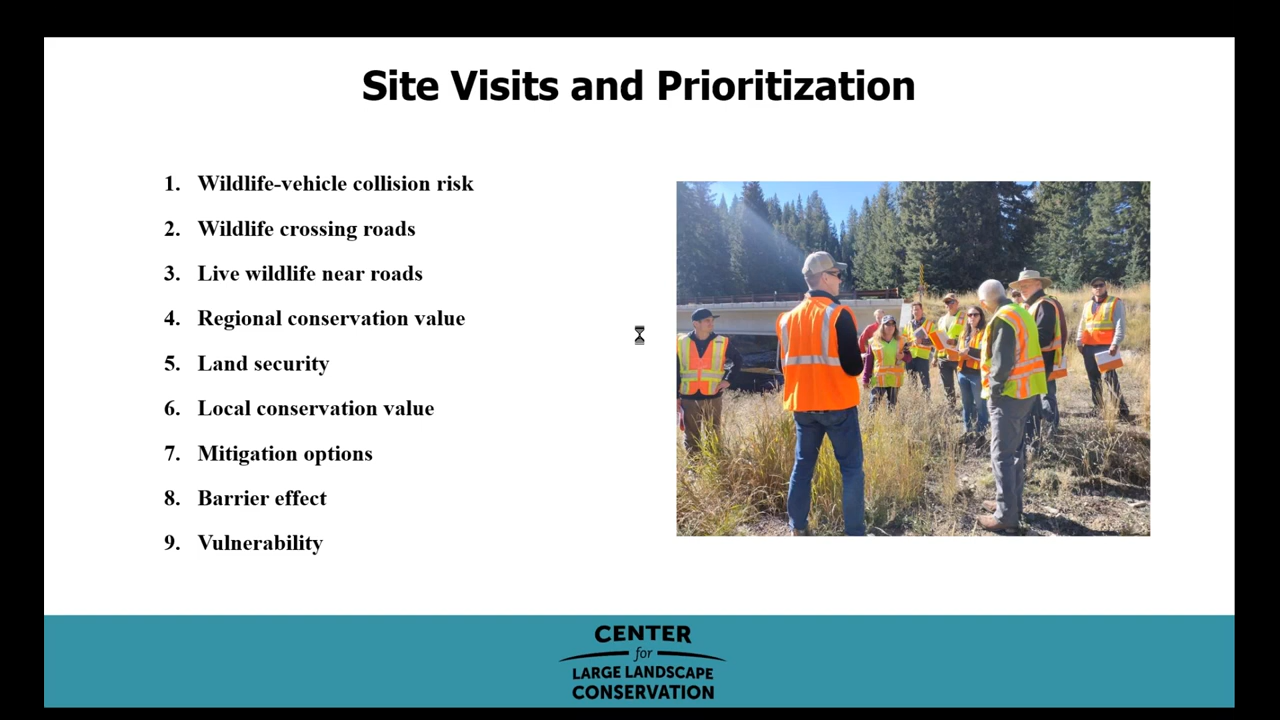 Site Visits and Prioritization
1. Wildlife-vehicle collision risk
2. Wildlife crossing roads
3. Live wildlife near roads
4. Regional conservation value
5. Land security
6. Local conservation value
7. Mitigation options
8. Barrier effect
9. Vulnerability
CENTER
for
LARGE LANDSCAPE
CONSERVATION